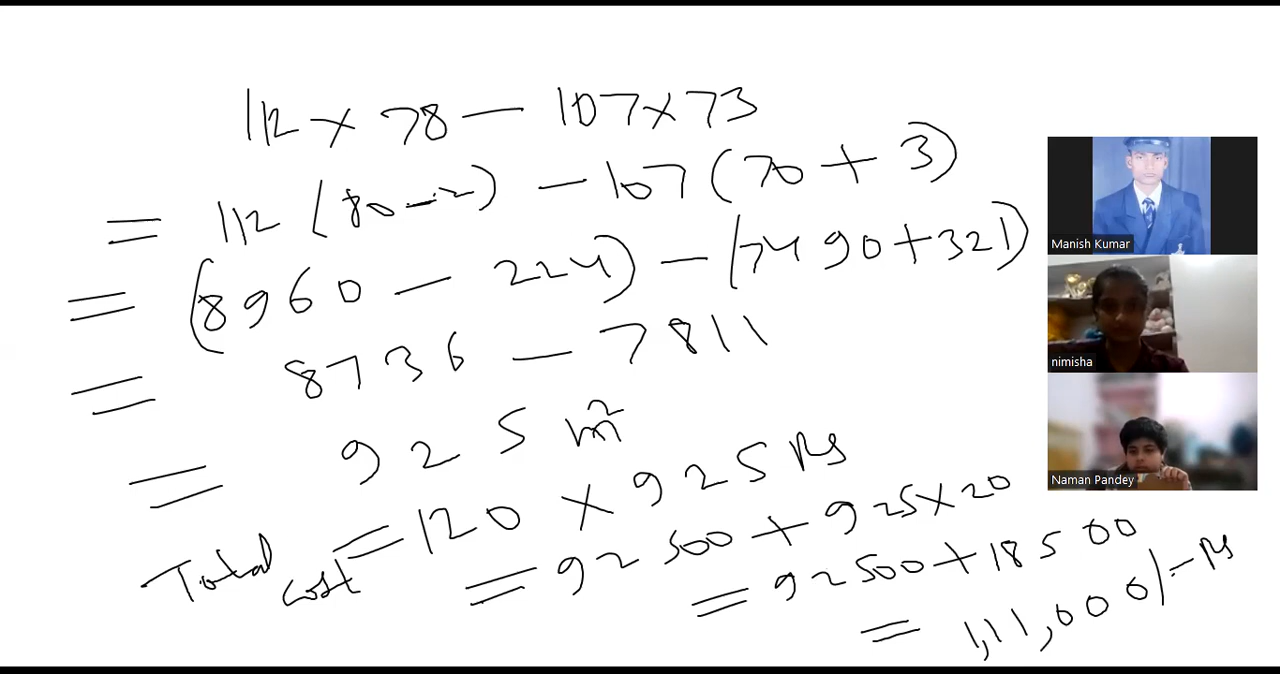 112 × 78 – 107 × 73
= 112 (80 – 2) – 107 (70 + 3)
= (8960 – 224) – (7490 + 321)
= 8736 – 7811
= 925 m²
Total cost = 120 × 925 Rs
= 92500 + 925 × 20
= 92500 + 18500
= 1,11,000/- Rs
Manish Kumar
nimisha
Naman Pandey